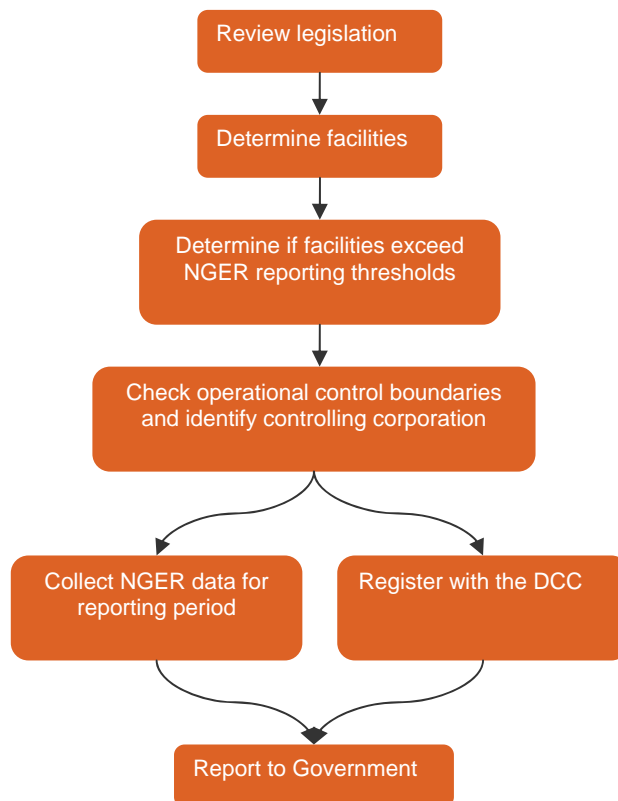 Review legislation
Determine facilities
Determine if facilities exceed
NGER reporting thresholds
Check operational control boundaries
and identify controlling corporation
Collect NGER data for
reporting period
Register with the DCC
Report to Government